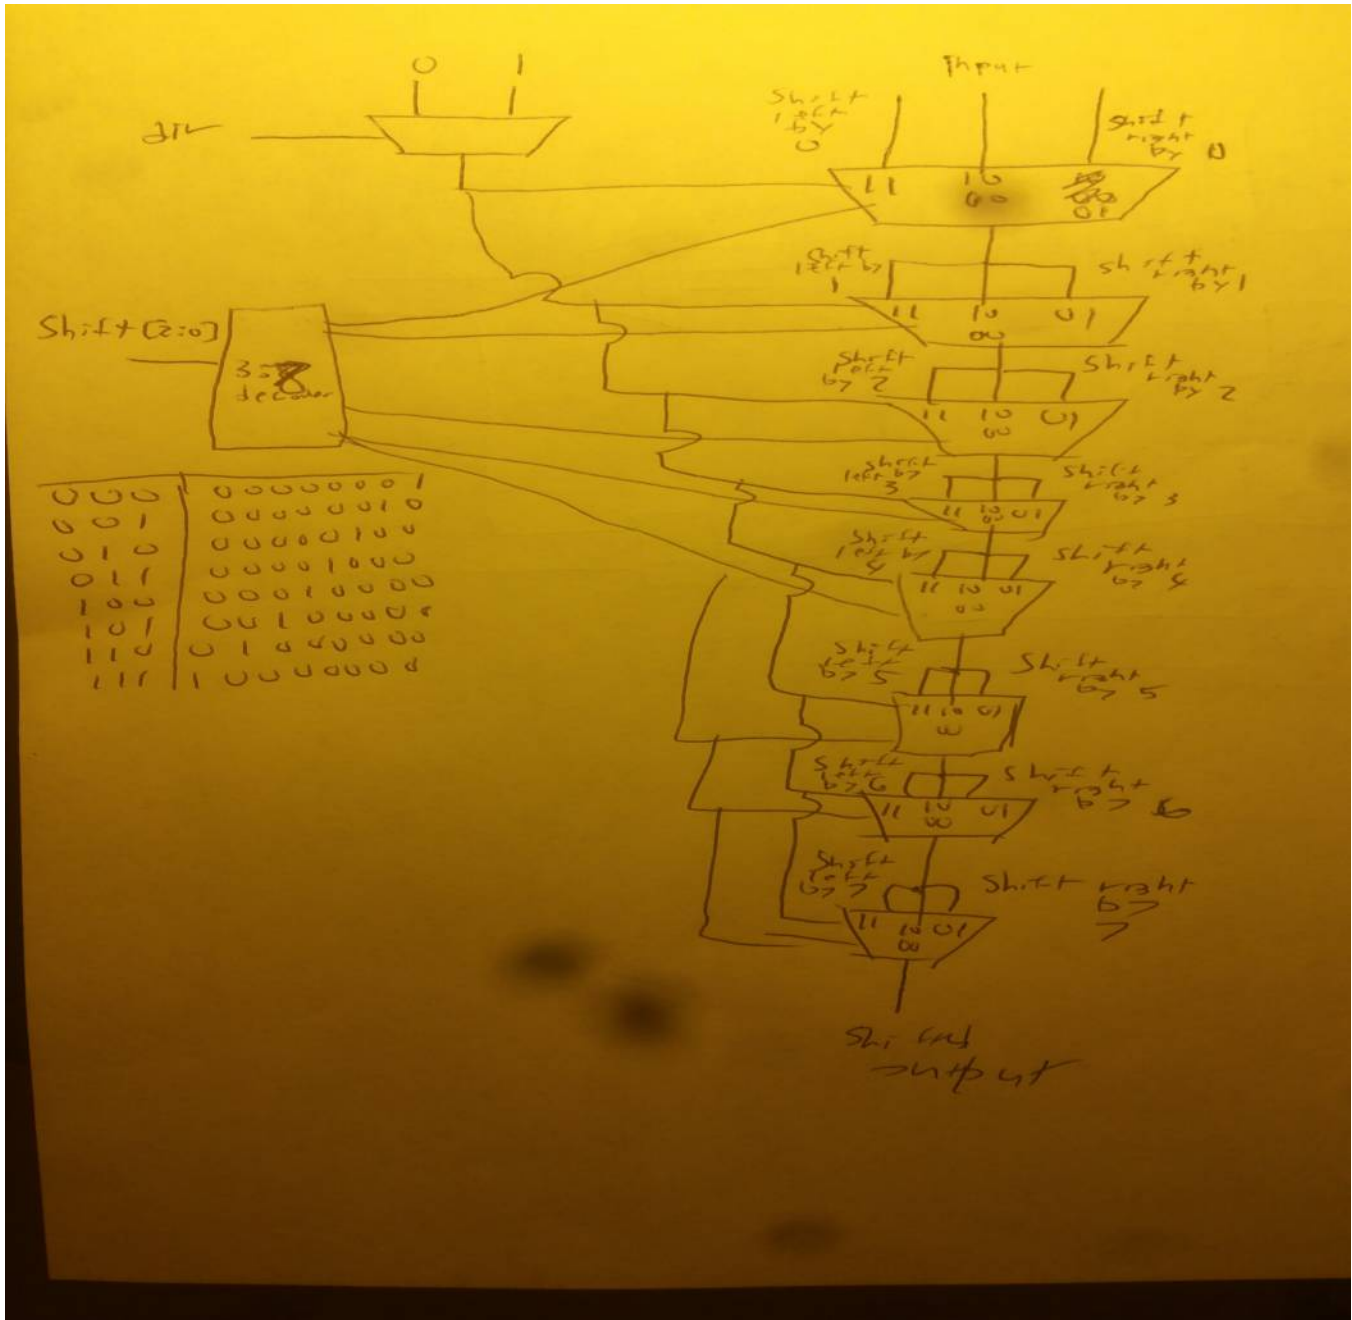 0 1
dir
Input
Shift
left
by
0
Shift
right
by 0
11
01
00
10
Shift
left by
1
Shift
right
by 1
11
01
00
10
Shift [2:0]
3:8
decoder
Shift
left
by 2
Shift
right
by 2
11
01
00
10
Shift
left by
3
Shift
right
by 3
11
01
00
10
000 00000001
001 00000010
010 00000100
011 00001000
100 00010000
101 00100000
110 01000000
111 10000000
Shift
left by
4
Shift
right
by 4
11
01
00
10
Shift
left
by 5
Shift
right
by 5
11 01 10
Shift
left
by 6
Shift
right
by 6
11
01
00
10
Shift
left
by 7
Shift right
by
7
11
01
00
10
Shifted
output